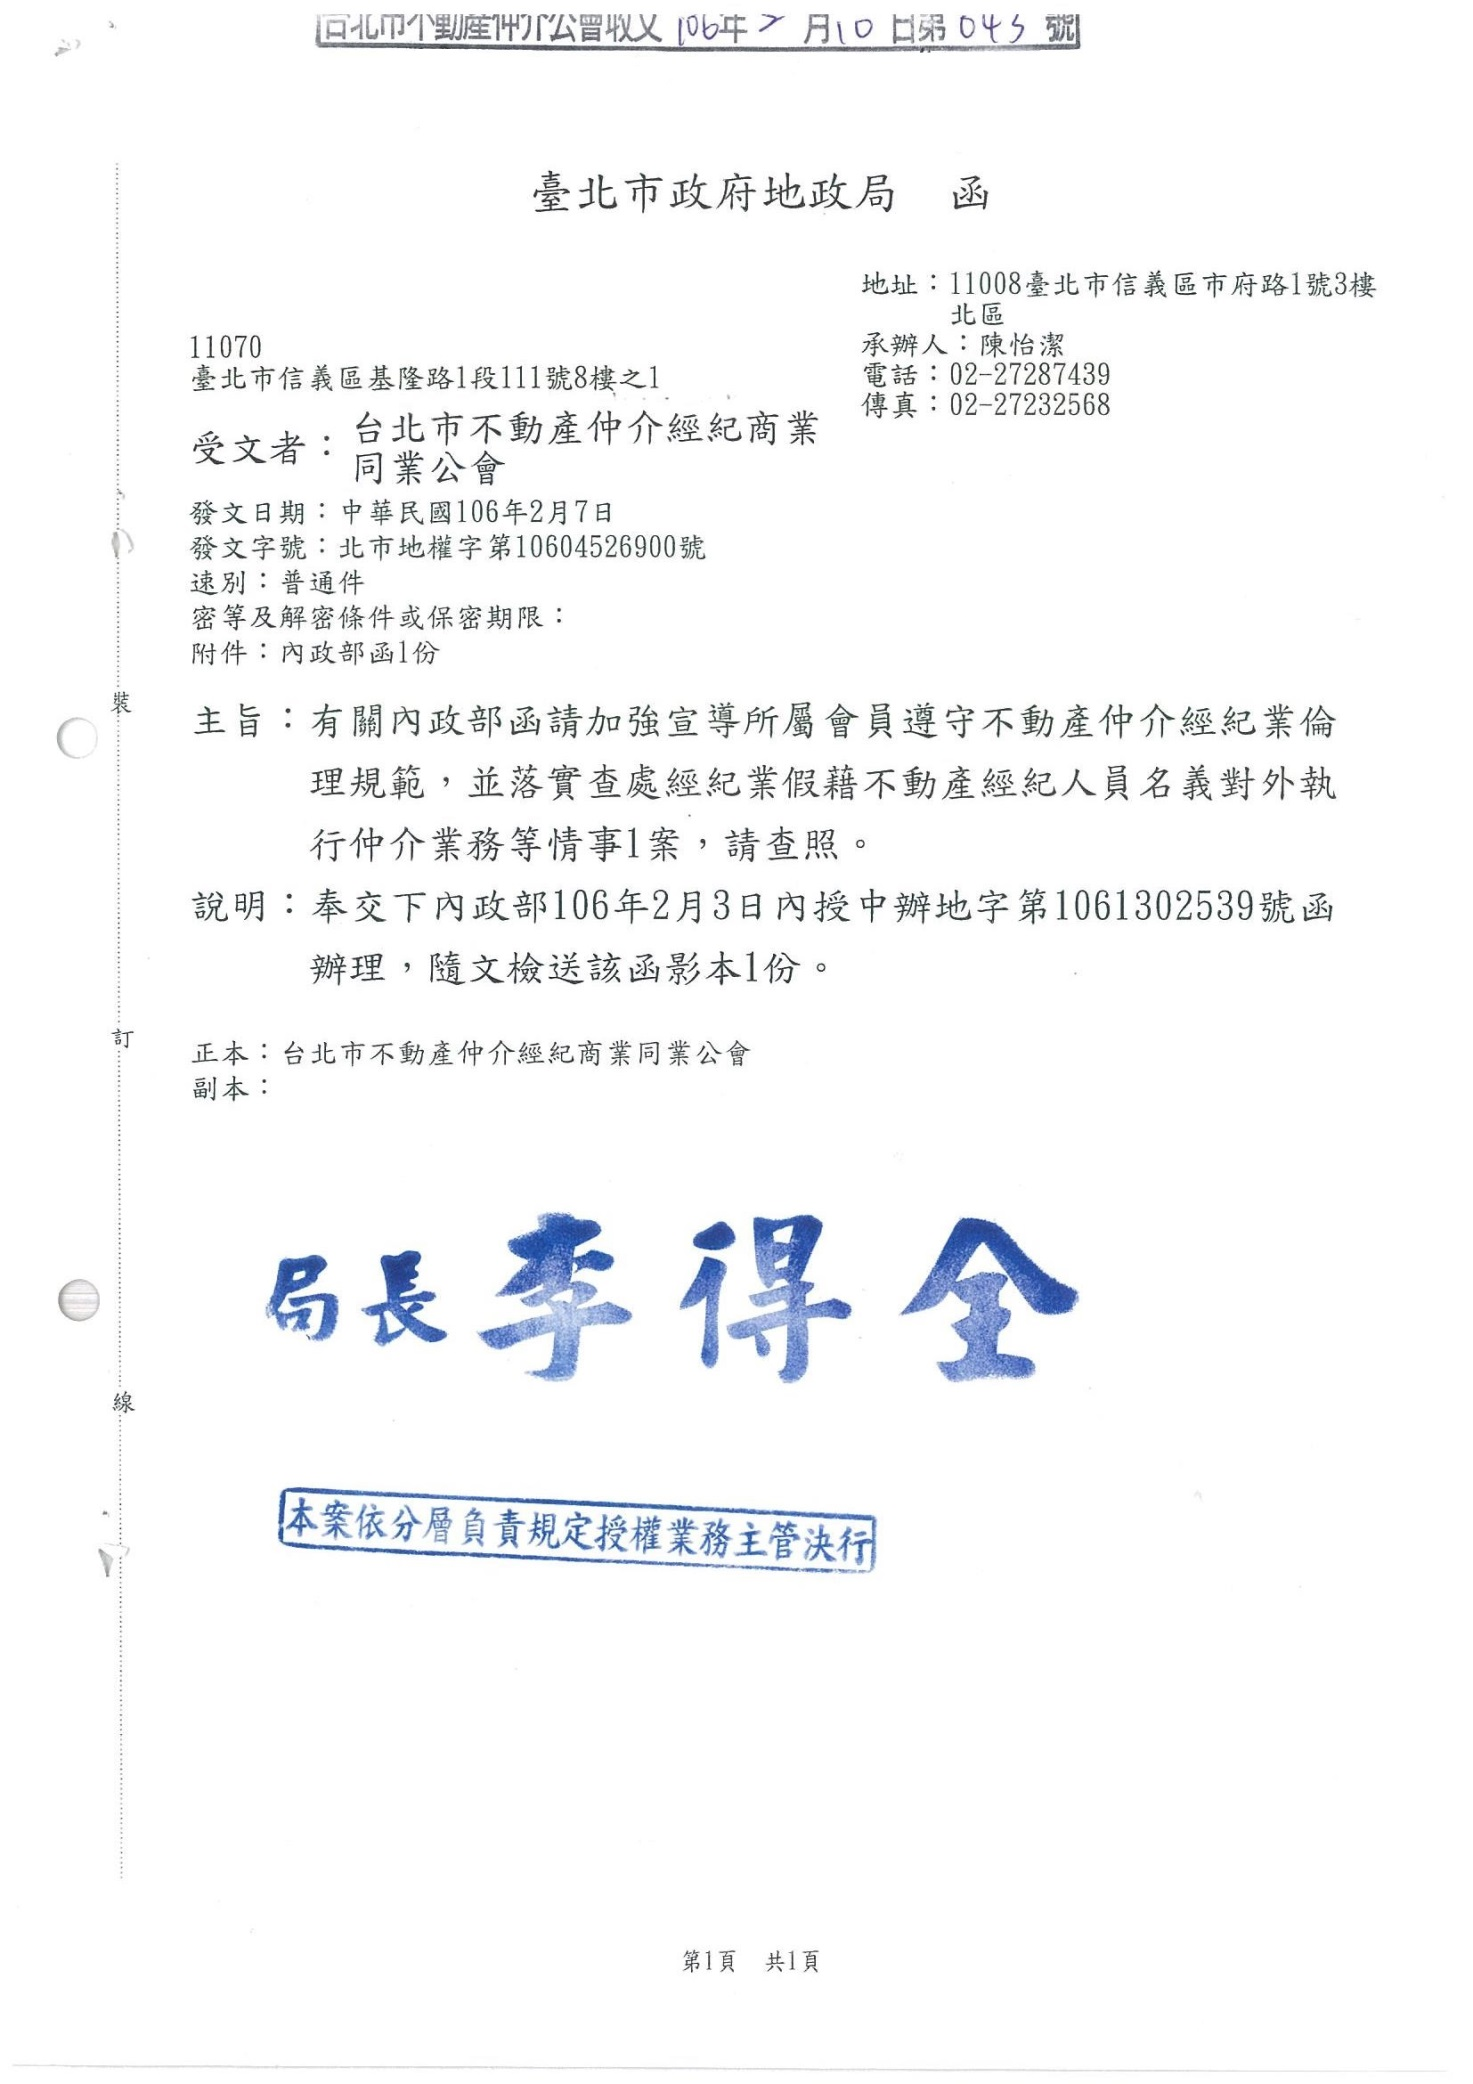 台北市不動產仲介公會收文 106年2月10日第043號
臺北市政府地政局 函
地址：11008臺北市信義區市府路1號3樓
北區
承辦人：陳怡潔
電話：02-27287439
傳真：02-27232568
11070
臺北市信義區基隆路1段111號8樓之1
受文者：台北市不動產仲介經紀商業
同業公會
發文日期：中華民國106年2月7日
發文字號：北市地權字第10604526900號
速別：普通件
密等及解密條件或保密期限：
附件：內政部函1份
主旨：有關內政部函請加強宣導所屬會員遵守不動產仲介經紀業倫
理規範，並落實查處經紀業假藉不動產經紀人員名義對外執
行仲介業務等情事1案，請查照。
說明：奉交下內政部106年2月3日內授中辦地字第1061302539號函
辦理，隨文檢送該函影本1份。
正本：台北市不動產仲介經紀商業同業公會
副本：
裝
訂
線
局長 李得全
本案依分層負責規定授權業務主管決行
第1頁 共1頁